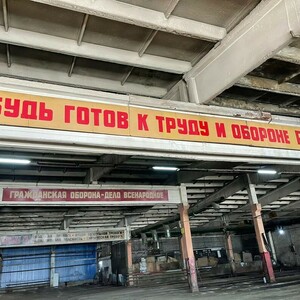 БУДЬ ГОТОВ К ТРУДУ И ОБОРОНЕ
ГРАЖДАНСКАЯ ОБОРОНА-ДЕЛО ВСЕНАРОДНОЕ